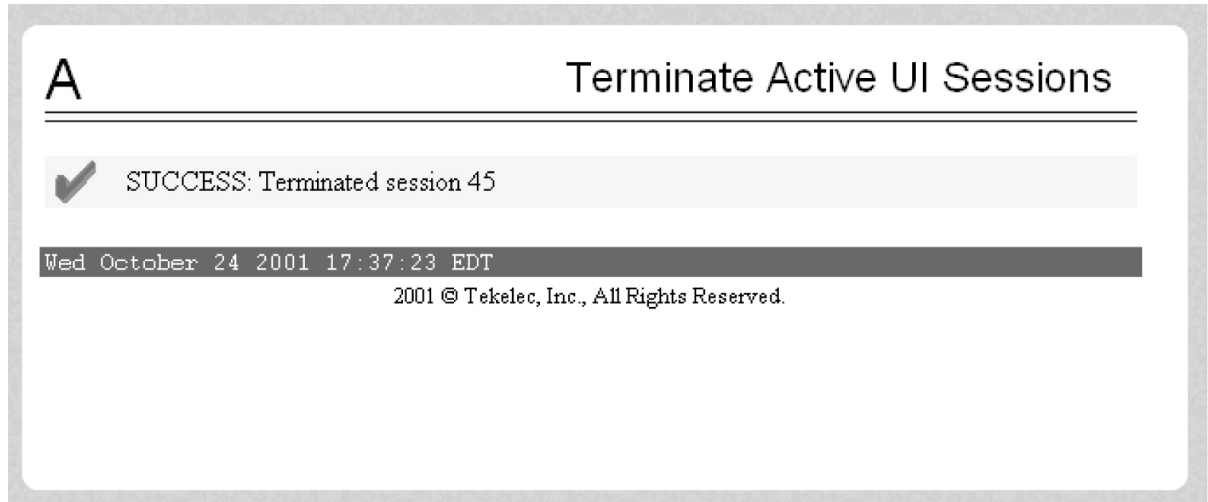 A
Terminate Active UI Sessions
SUCCESS: Terminated session 45
Wed October 24 2001 17:37:23 EDT
2001 © Tekelec, Inc., All Rights Reserved.